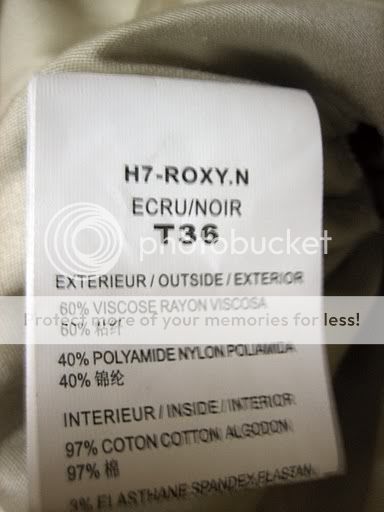 H7-ROXY.N
ECRU/NOIR
T36
photobucket
EXTERIEUR / OUTSIDE / EXTERIOR
60% VISCOSE RAYON VISCOSA
Protect more of your memories for less!
60% 粘纤
40% POLYAMIDE NYLON POLIAMIDA
40% 锦纶
INTERIEUR / INSIDE / INTERIOR
97% COTON COTTON ALGODON
97% 棉
3% ELASTHANE SPANDEX ELASTAN